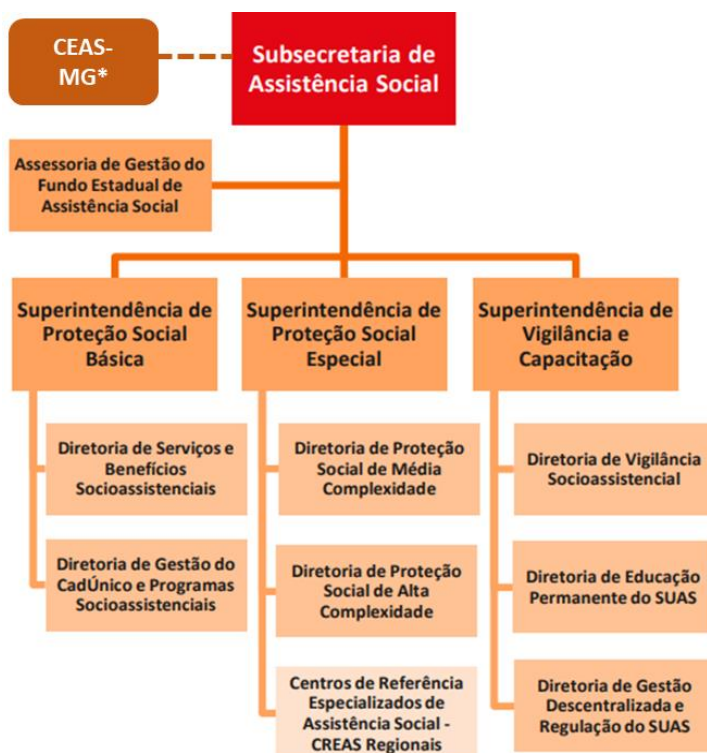 CEAS-
MG*
Subsecretaria de
Assistência Social
Assessoria de Gestão do
Fundo Estadual de
Assistência Social
Superintendência de
Proteção Social
Básica
Superintendência de
Proteção Social
Especial
Superintendência de
Vigilância e
Capacitação
Diretoria de Serviços e
Benefícios
Socioassistenciais
Diretoria de Gestão do
CadÚnico e Programas
Socioassistenciais
Diretoria de Proteção
Social de Média
Complexidade
Diretoria de Proteção
Social de Alta
Complexidade
Centros de Referência
Especializados de
Assistência Social -
CREAS Regionais
Diretoria de Vigilância
Socioassistencial
Diretoria de Educação
Permanente do SUAS
Diretoria de Gestão
Descentralizada e
Regulação do SUAS